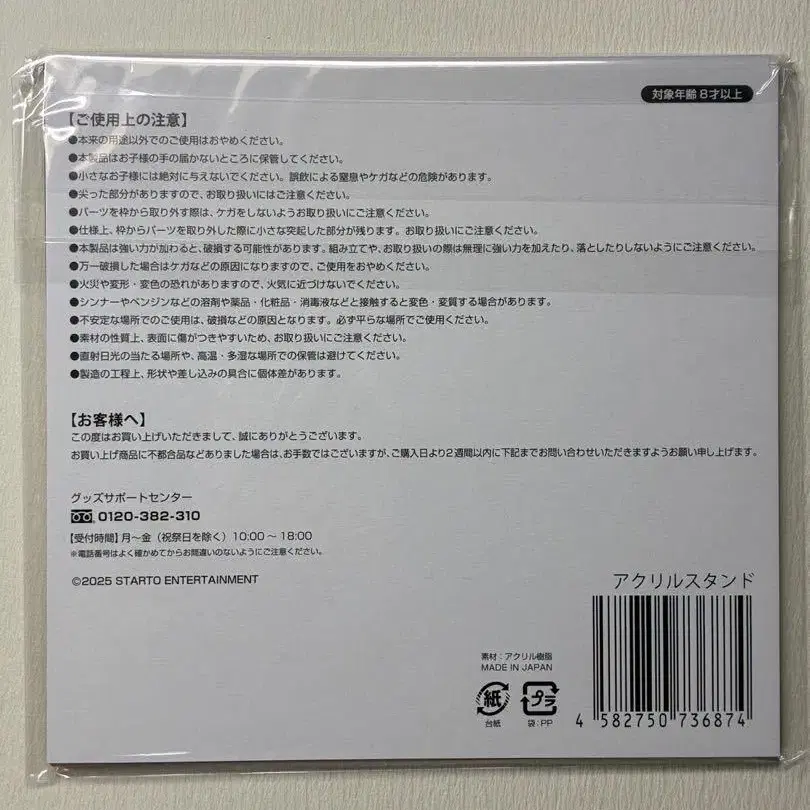 対象年齢 8才以上
【ご使用上の注意】
●本来の用途以外でのご使用はおやめください。
●本製品はお子様の手の届かないところに保管してください。
●小さなお子様には絶対に与えないでください。誤飲による窒息やケガなどの危険があります。
●尖った部分がありますので、お取り扱いにはご注意ください。
●パーツを枠から取り外す際は、ケガをしないようお取り扱いにご注意ください。
●仕様上、枠からパーツを取り外した際に小さな突起した部分が残ります。お取り扱いにご注意ください。
●本製品は強い力が加わると、破損する可能性があります。組み立てや、お取り扱いの際は無理に強い力を加えたり、落としたりしないようにご注意ください。
●万一破損した場合はケガなどの原因になりますので、ご使用をおやめください。
●火災や変形・変色の恐れがありますので、火気に近づけないでください。
●シンナーやベンジンなどの溶剤や薬品・化粧品・消毒液などと接触すると変色・変質する場合があります。
●不安定な場所でのご使用は、破損などの原因となります。必ず平らな場所でご使用ください。
●素材の性質上、表面に傷がつきやすいため、お取り扱いにご注意ください。
●直射日光の当たる場所や、高温・多湿な場所での保管は避けてください。
●製造の工程上、形状や差し込みの具合に個体差があります。
【お客様へ】
この度はお買い上げいただきまして、誠にありがとうございます。
お買い上げ商品に不都合品などありました場合は、お手数ではございますが、ご購入日より2週間以内に下記までお問い合わせいただきますようお願い申し上げます。
グッズサポートセンター
0120-382-310
【受付時間】月〜金（祝祭日を除く）10:00〜18:00
※電話番号はよく確かめてからお間違いのないようにご注意ください。
©2025 STARTO ENTERTAINMENT
アクリルスタンド
素材：アクリル樹脂
MADE IN JAPAN
紙 プラ
台紙 袋:PP
4 582750 736874